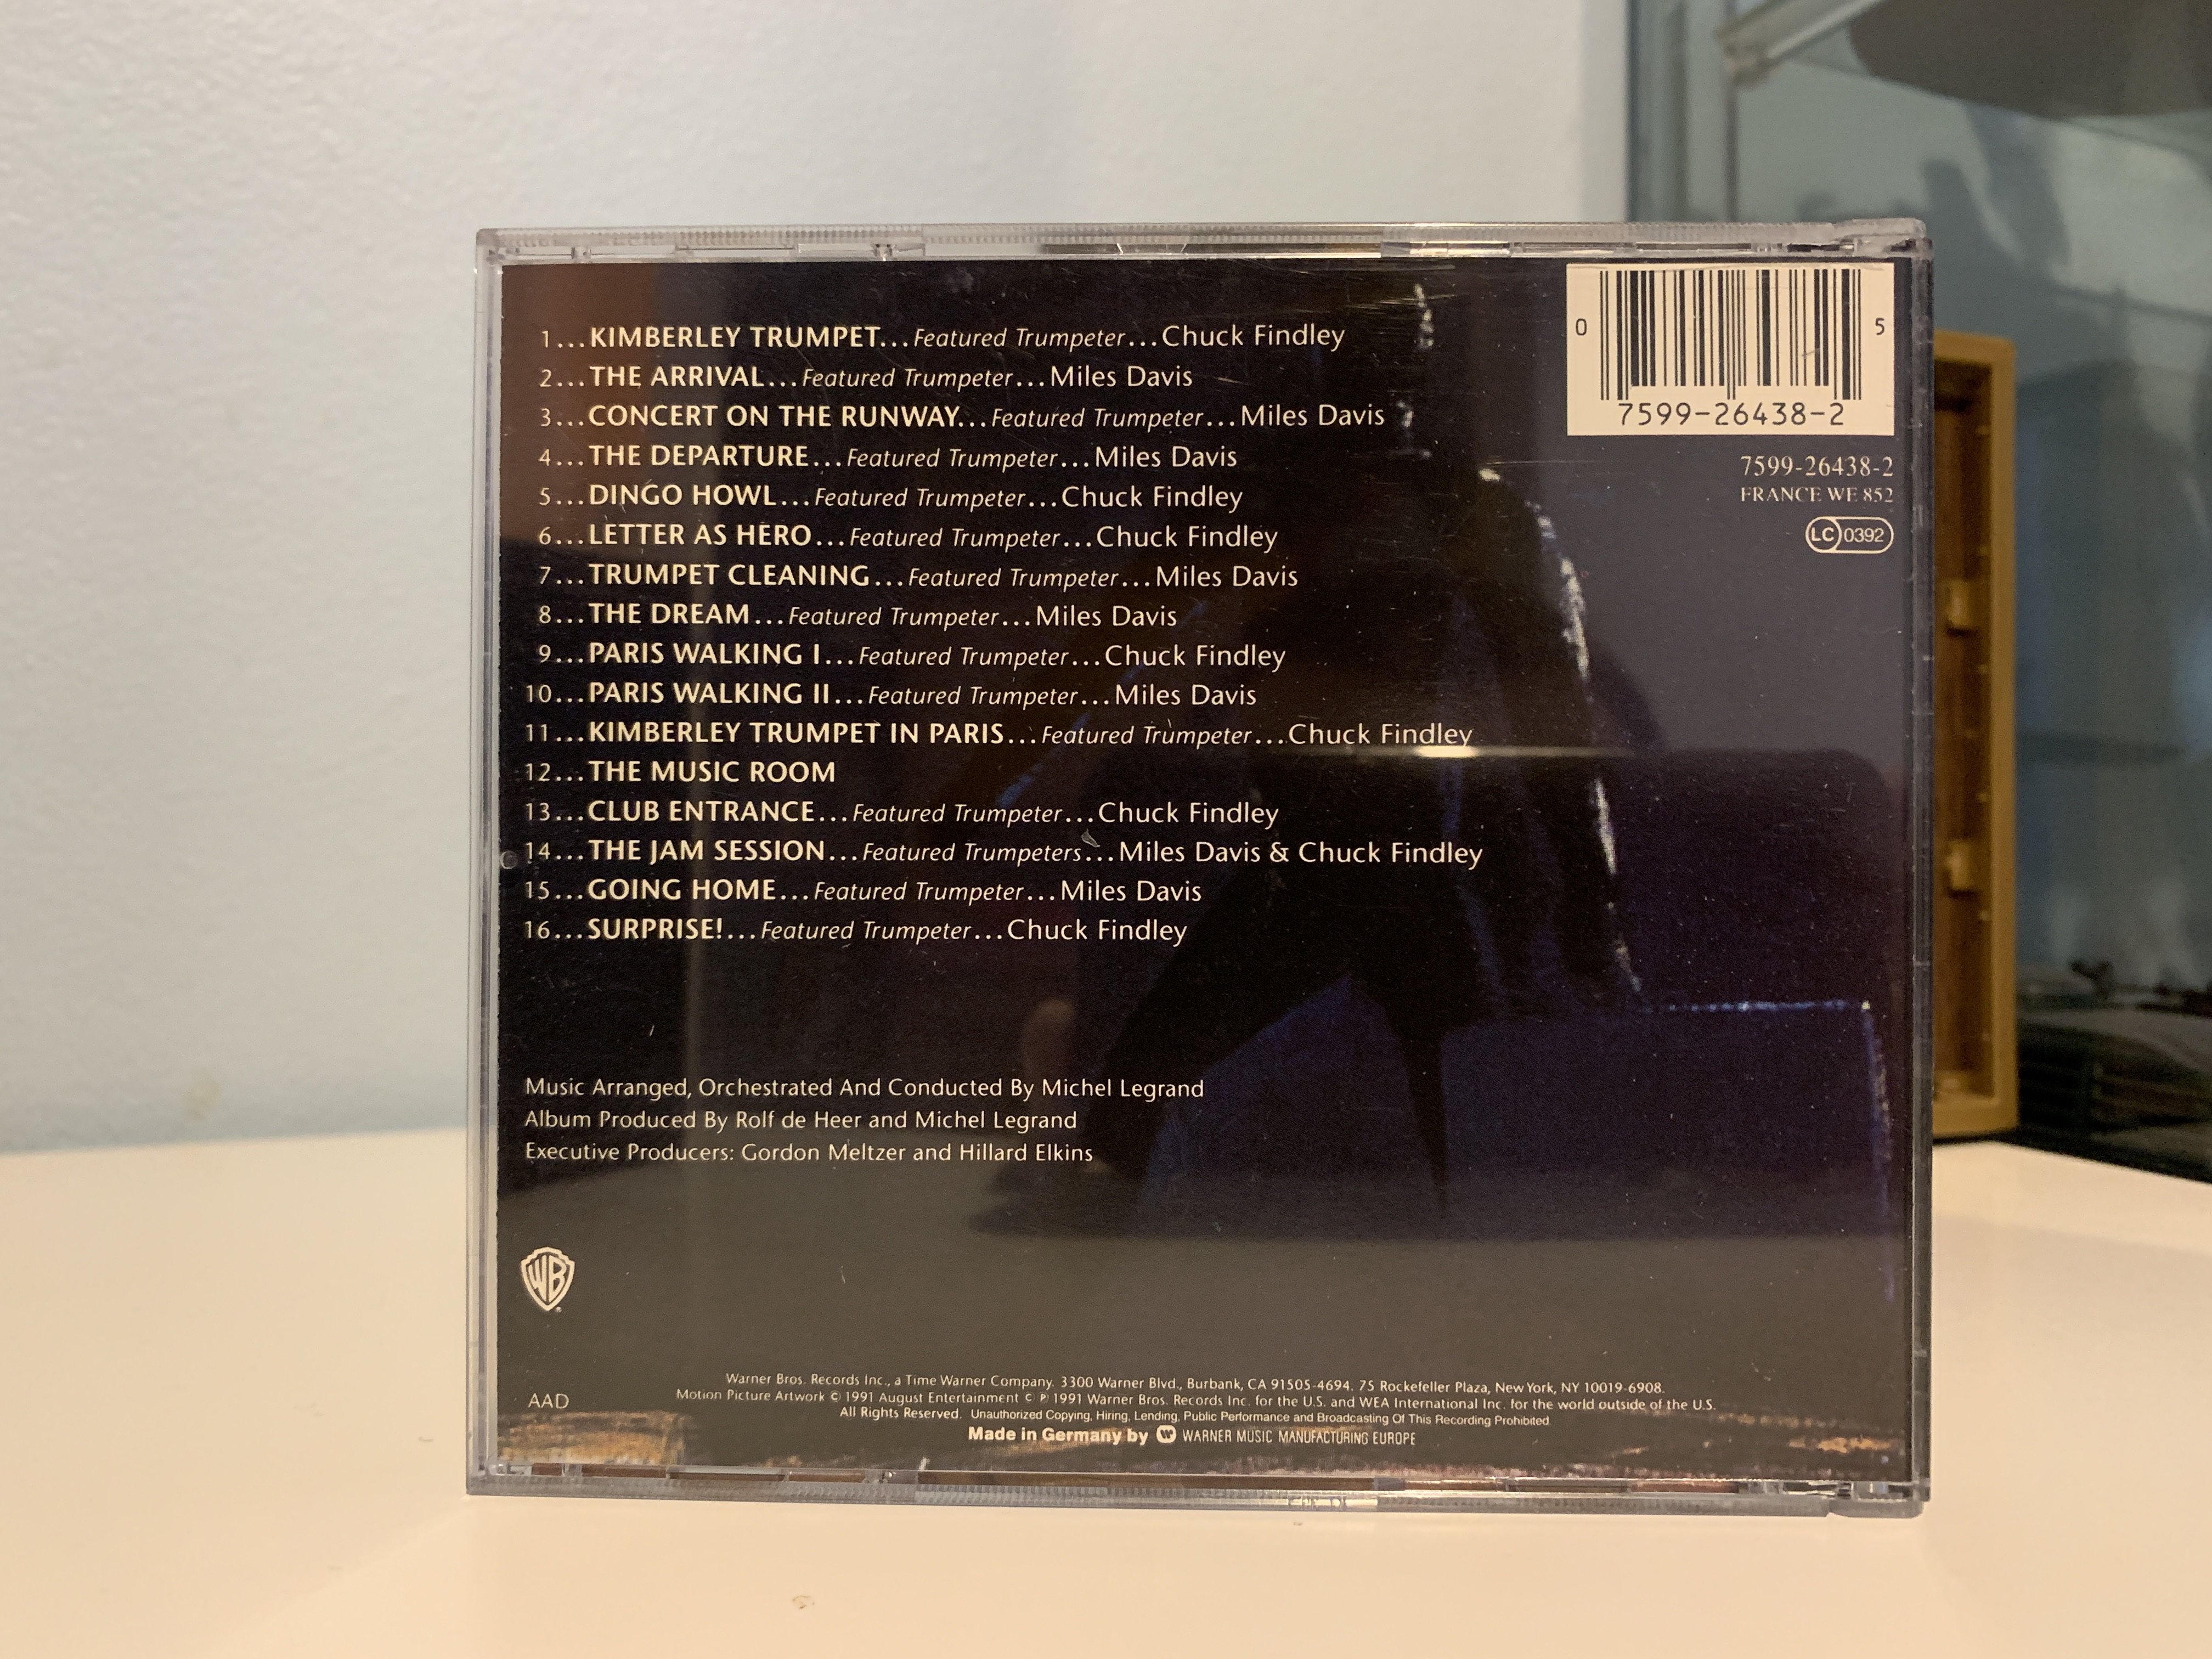 1...KIMBERLEY TRUMPET...Featured Trumpeter...Chuck Findley
2...THE ARRIVAL...Featured Trumpeter...Miles Davis
3...CONCERT ON THE RUNWAY...Featured Trumpeter...Miles Davis
4...THE DEPARTURE...Featured Trumpeter...Miles Davis
5...DINGO HOWL...Featured Trumpeter...Chuck Findley
6...LETTER AS HERO...Featured Trumpeter...Chuck Findley
7...TRUMPET CLEANING...Featured Trumpeter...Miles Davis
8...THE DREAM...Featured Trumpeter...Miles Davis
9...PARIS WALKING I...Featured Trumpeter...Chuck Findley
10...PARIS WALKING II...Featured Trumpeter...Miles Davis
11...KIMBERLEY TRUMPET IN PARIS...Featured Trumpeter...Chuck Findley
12...THE MUSIC ROOM
13...CLUB ENTRANCE...Featured Trumpeter...Chuck Findley
14...THE JAM SESSION...Featured Trumpeters...Miles Davis & Chuck Findley
15...GOING HOME...Featured Trumpeter...Miles Davis
16...SURPRISE!...Featured Trumpeter...Chuck Findley
0 5
7599-26438-2
7599-26438-2
FRANCE WE 852
LC 0392
Music Arranged, Orchestrated And Conducted By Michel Legrand
Album Produced By Rolf de Heer and Michel Legrand
Executive Producers: Gordon Meltzer and Hillard Elkins
WB
AAD
Warner Bros. Records Inc., a Time Warner Company. 3300 Warner Blvd., Burbank, CA 91505-4694. 75 Rockefeller Plaza, New York, NY 10019-6908.
Motion Picture Artwork © 1991 August Entertainment © ℗ 1991 Warner Bros. Records Inc. for the U.S. and WEA International Inc. for the world outside of the U.S.
All Rights Reserved. Unauthorized Copying, Hiring, Lending, Public Performance and Broadcasting Of This Recording Prohibited.
Made in Germany by WARNER MUSIC MANUFACTURING EUROPE